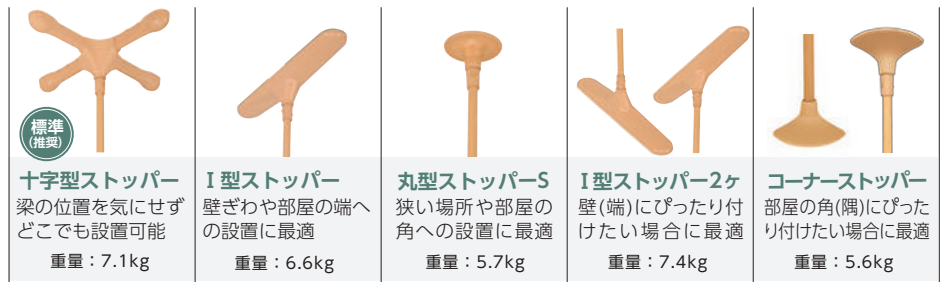 標準
(推奨)
十字型ストッパー
梁の位置を気にせず
どこでも設置可能
重量：7.1kg
Ｉ型ストッパー
壁ぎわや部屋の端へ
の設置に最適
重量：6.6kg
丸型ストッパーS
狭い場所や部屋の
角への設置に最適
重量：5.7kg
Ｉ型ストッパー2ヶ
壁(端)にぴったり付
けたい場合に最適
重量：7.4kg
コーナーストッパー
部屋の角(隅)にぴった
り付けたい場合に最適
重量：5.6kg